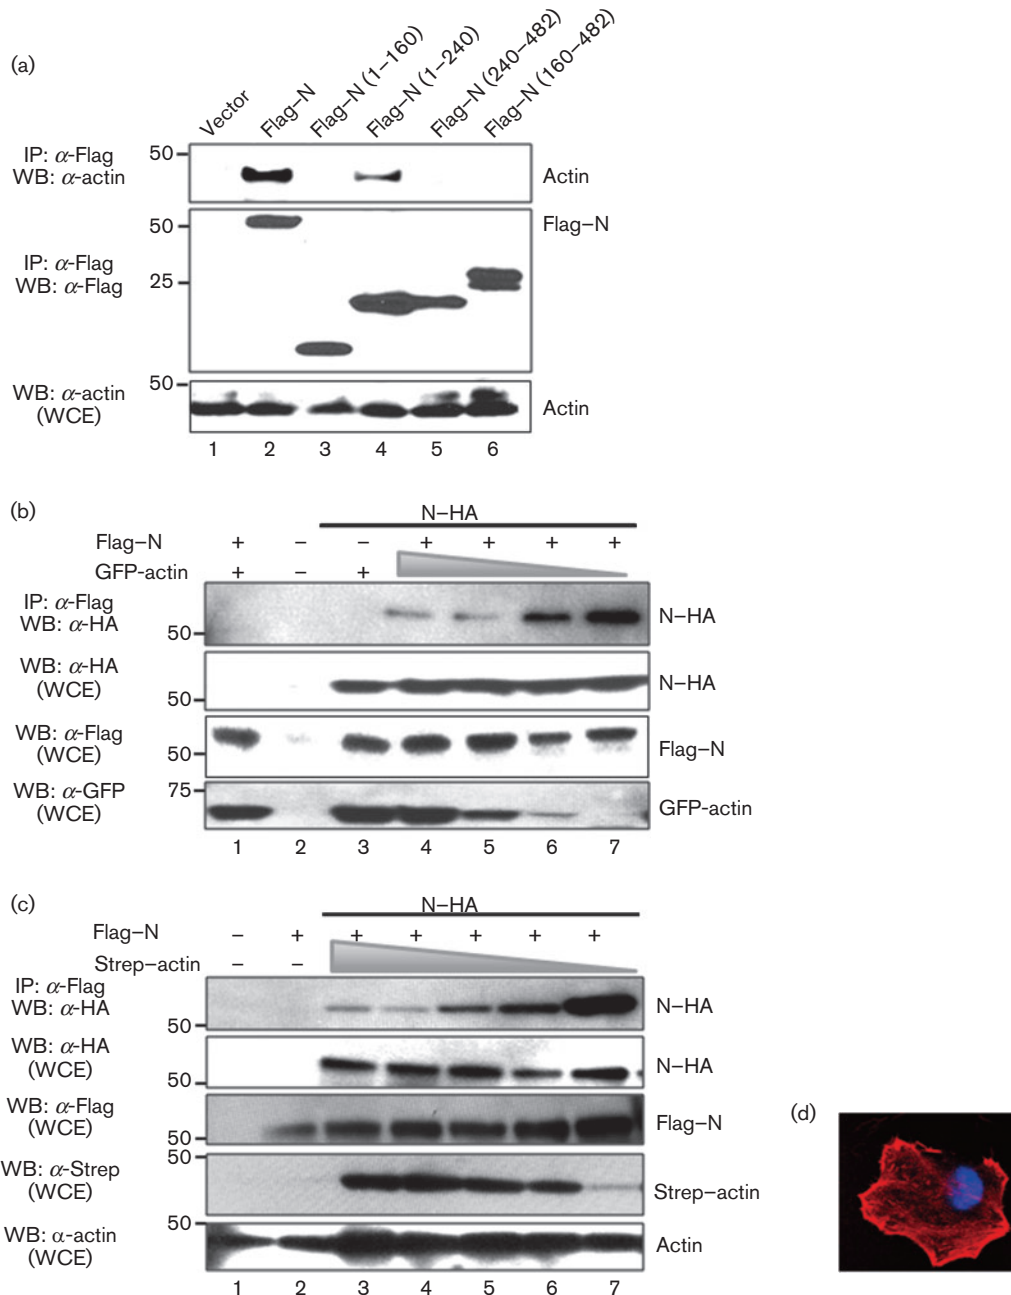 (a)
Vector
Flag–N
Flag–N (1–160)
Flag–N (1–240)
Flag–N (240–482)
Flag–N (160–482)
IP: α-Flag
WB: α-actin
50
Actin
50
Flag–N
IP: α-Flag
WB: α-Flag
25
WB: α-actin
(WCE)
50
Actin
1 2 3 4 5 6
(b)
N–HA
Flag–N + – – + + + +
GFP-actin + – +
IP: α-Flag
WB: α-HA
50
N–HA
WB: α-HA
(WCE)
50
N–HA
WB: α-Flag
(WCE)
50
Flag–N
WB: α-GFP
(WCE)
75
GFP-actin
1 2 3 4 5 6 7
(c)
N–HA
Flag–N – + + + + + +
Strep–actin – –
IP: α-Flag
WB: α-HA
50
N–HA
WB: α-HA
(WCE)
50
N–HA
WB: α-Flag
(WCE)
50
Flag–N
WB: α-Strep
(WCE)
50
Strep–actin
WB: α-actin
(WCE)
50
Actin
1 2 3 4 5 6 7
(d)